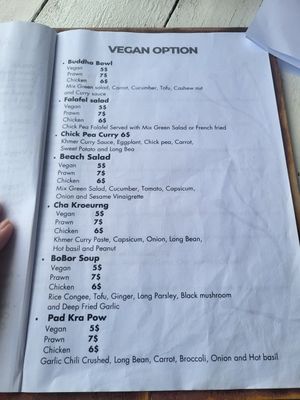 VEGAN OPTION
. Buddha Bowl
Vegan 5$
Prawn 7$
Chicken 6$
Mix Green salad, Carrot, Cucumber, Tofu, Cashew nut
and Curry sauce
. Falafel salad
Vegan 5$
Prawn 7$
Chicken 6$
Chick Pea Falafel Served with Mix Green Salad or French fried
. Chick Pea Curry 6$
Khmer Curry Sauce, Eggplant, Chick pea, Carrot,
Sweet Potato and Long Bea
. Beach Salad
Vegan 5$
Prawn 7$
Chicken 6$
Mix Green Salad, Cucumber, Tomato, Capsicum,
Onion and Sesame Vinaigrette
. Cha Kroeurng
Vegan 5$
Prawn 7$
Chicken 6$
Khmer Curry Paste, Capsicum, Onion, Long Bean,
Hot basil and Peanut
. BoBor Soup
Vegan 5$
Prawn 7$
Chicken 6$
Rice Congee, Tofu, Ginger, Long Parsley, Black mushroom
and Deep Fried Garlic
. Pad Kra Pow
Vegan 5$
Prawn 7$
Chicken 6$
Garlic Chili Crushed, Long Bean, Carrot, Broccoli, Onion and Hot basil